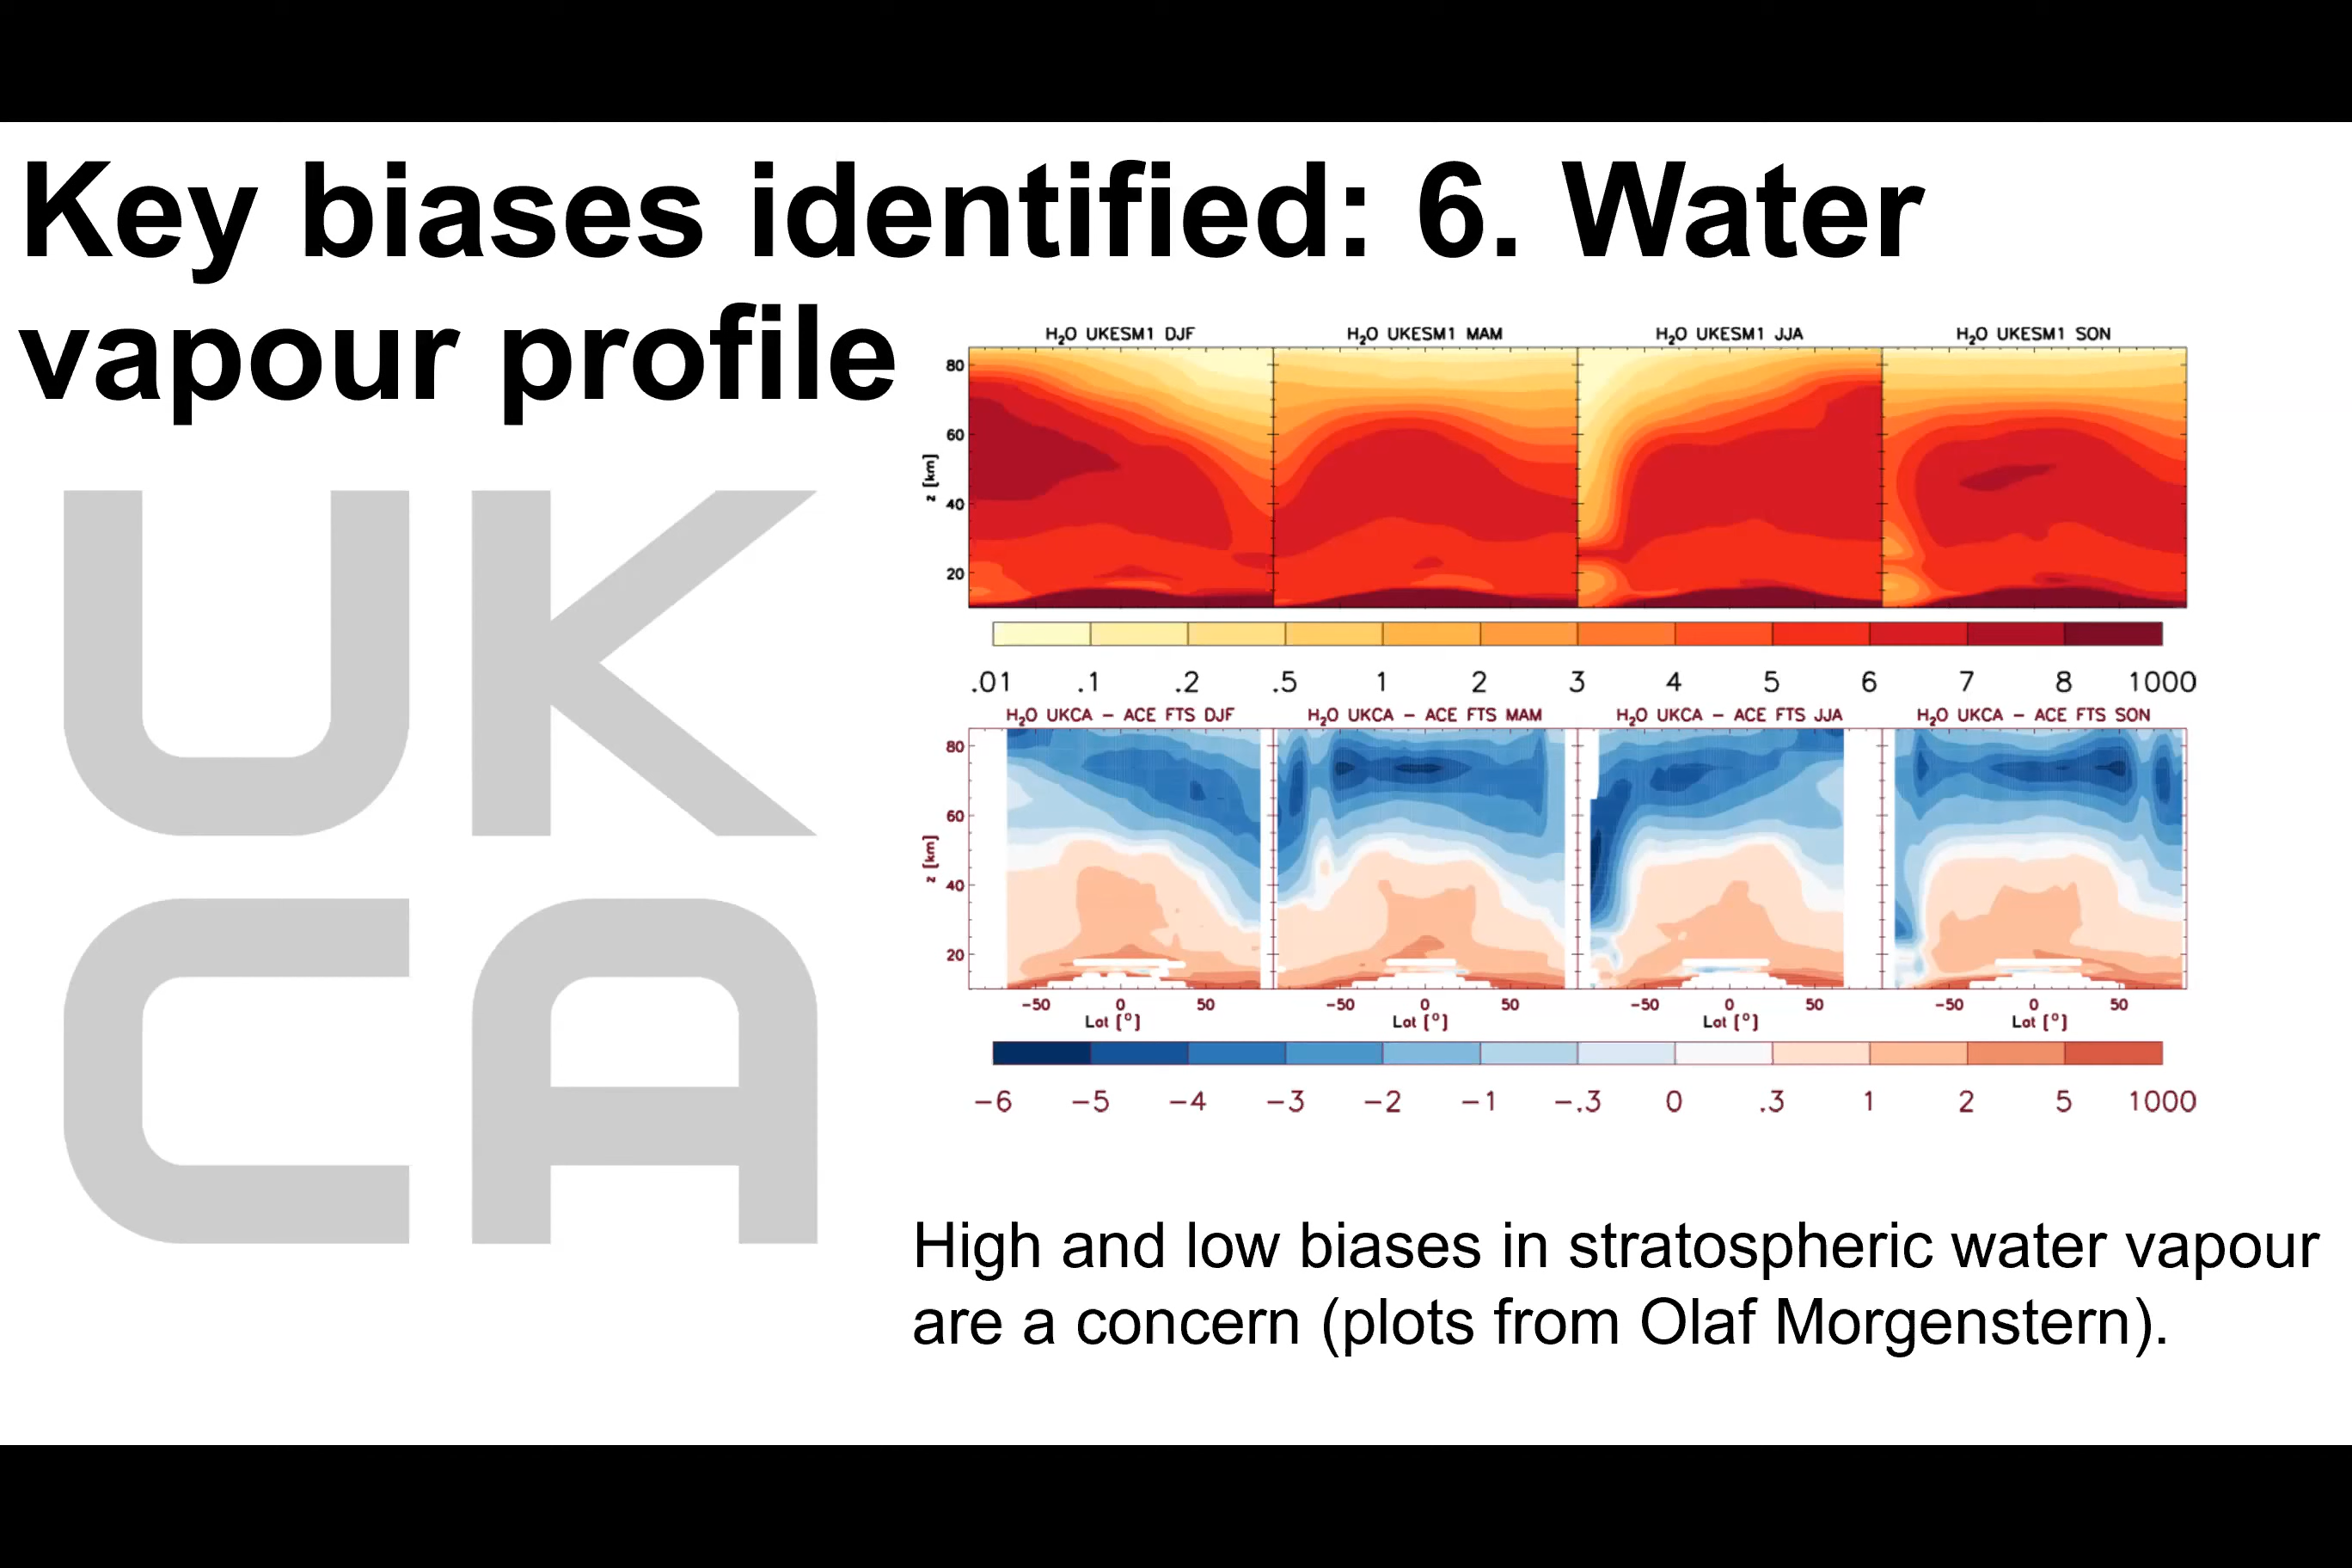 Key biases identified: 6. Water
vapour profile
UK
CA
H2O UKESM1 DJF H2O UKESM1 MAM H2O UKESM1 JJA H2O UKESM1 SON
80
60
40
20
z [km]
.01 .1 .2 .5 1 2 3 4 5 6 7 8 1000
H2O UKCA – ACE FTS DJF H2O UKCA – ACE FTS MAM H2O UKCA – ACE FTS JJA H2O UKCA – ACE FTS SON
80
60
40
20
z [km]
−50 0 50 −50 0 50 −50 0 50 −50 0 50
Lat [°] Lat [°] Lat [°] Lat [°]
−6 −5 −4 −3 −2 −1 −.3 0 .3 1 2 5 1000
High and low biases in stratospheric water vapour
are a concern (plots from Olaf Morgenstern).